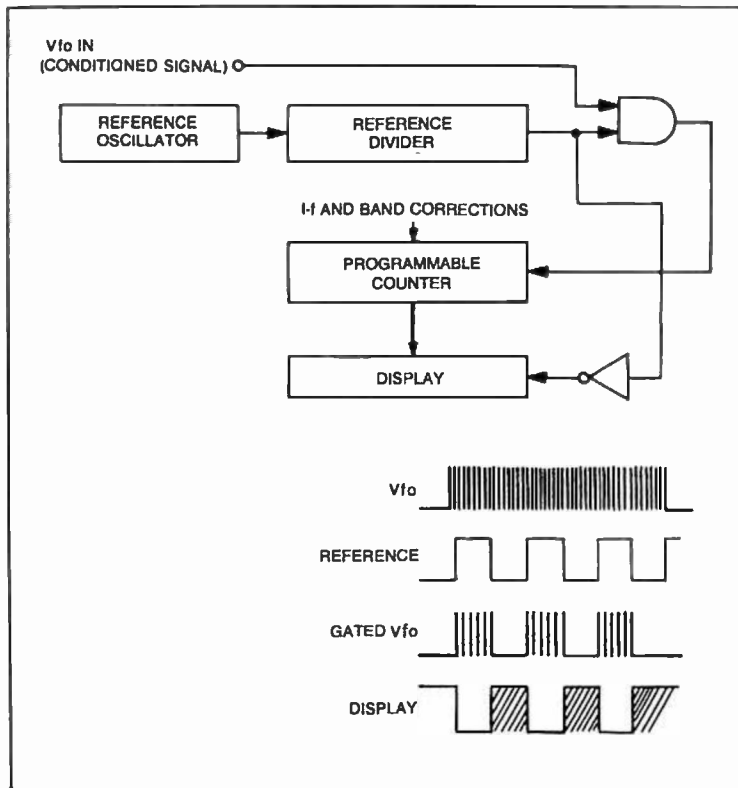 Vfo IN
(CONDITIONED SIGNAL)
REFERENCE
OSCILLATOR
REFERENCE
DIVIDER
I-f AND BAND CORRECTIONS
PROGRAMMABLE
COUNTER
DISPLAY
Vfo
REFERENCE
GATED Vfo
DISPLAY